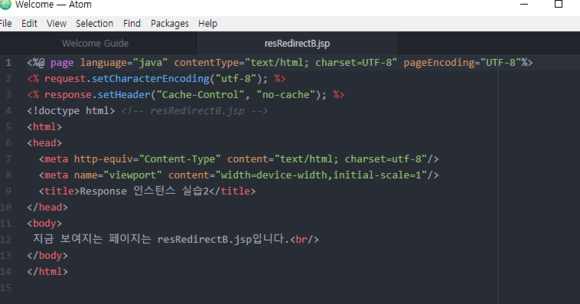 Welcome — Atom
File Edit View Selection Find Packages Help
Welcome Guide resRedirectB.jsp
1 <%@ page language="java" contentType="text/html; charset=UTF-8" pageEncoding="UTF-8"%>
2 <% request.setCharacterEncoding("utf-8"); %>
3 <% response.setHeader("Cache-Control", "no-cache"); %>
4 <!doctype html> <!-- resRedirectB.jsp -->
5 <html>
6 <head>
7 <meta http-equiv="Content-Type" content="text/html; charset=utf-8"/>
8 <meta name="viewport" content="width=device-width,initial-scale=1"/>
9 <title>Response 인스턴스 실습2</title>
10 </head>
11 <body>
12 지금 보여지는 페이지는 resRedirectB.jsp입니다.<br/>
13 </body>
14 </html>
15